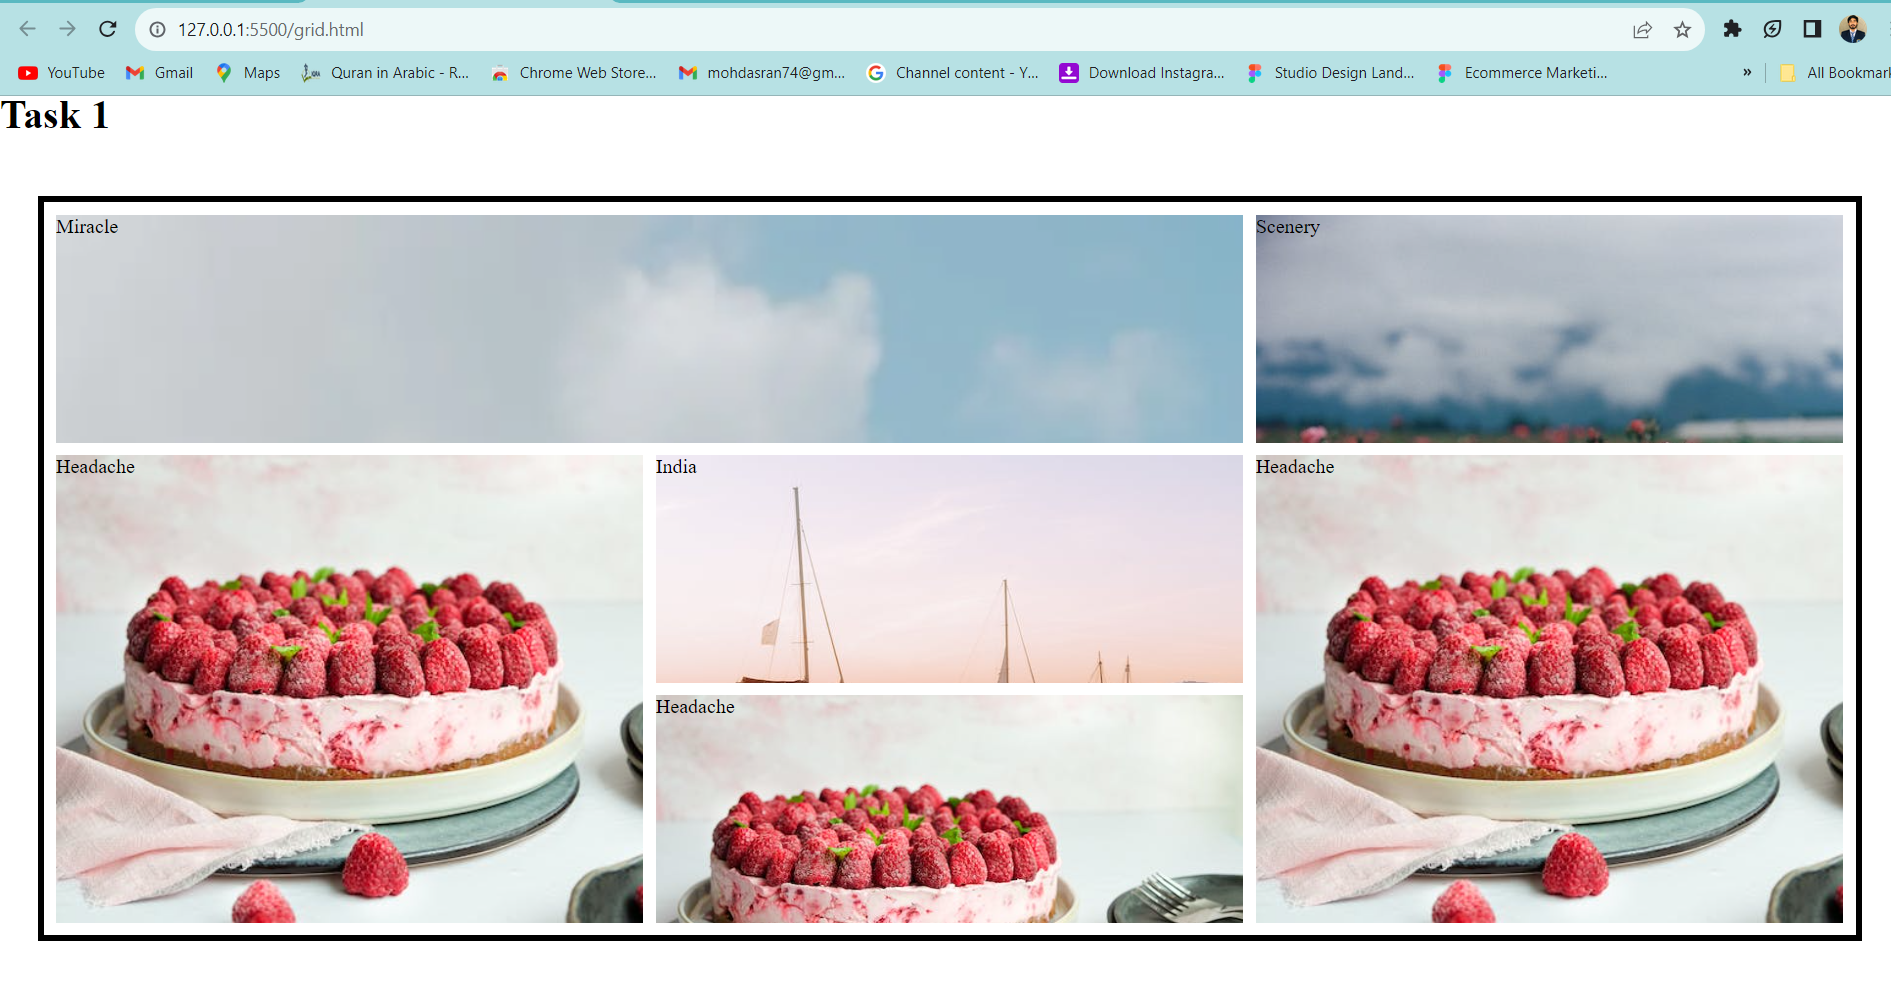 127.0.0.1:5500/grid.html
YouTube Gmail Maps Quran in Arabic - R... Chrome Web Store... mohdasran74@gm... Channel content - Y... Download Instagra... Studio Design Land... Ecommerce Marketi... » All Bookmark
Task 1
Miracle Scenery
Headache India Headache
Headache